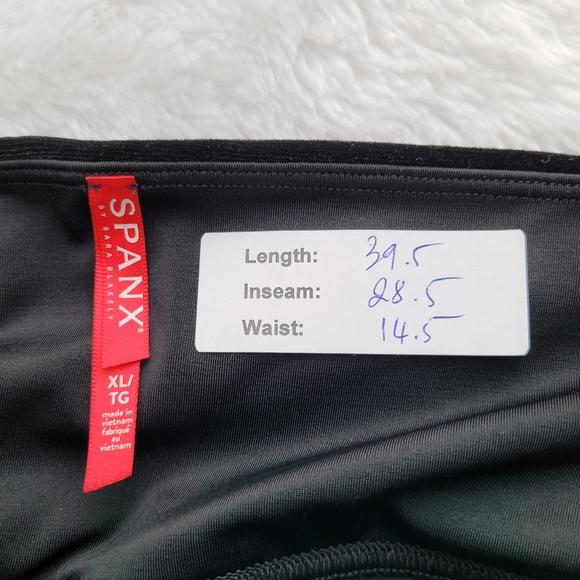 SPANX®
BY SARA BLAKELY
XL/
TG
made in
vietnam
fabriqué
au
vietnam
Length: 39.5
Inseam: 28.5
Waist: 14.5